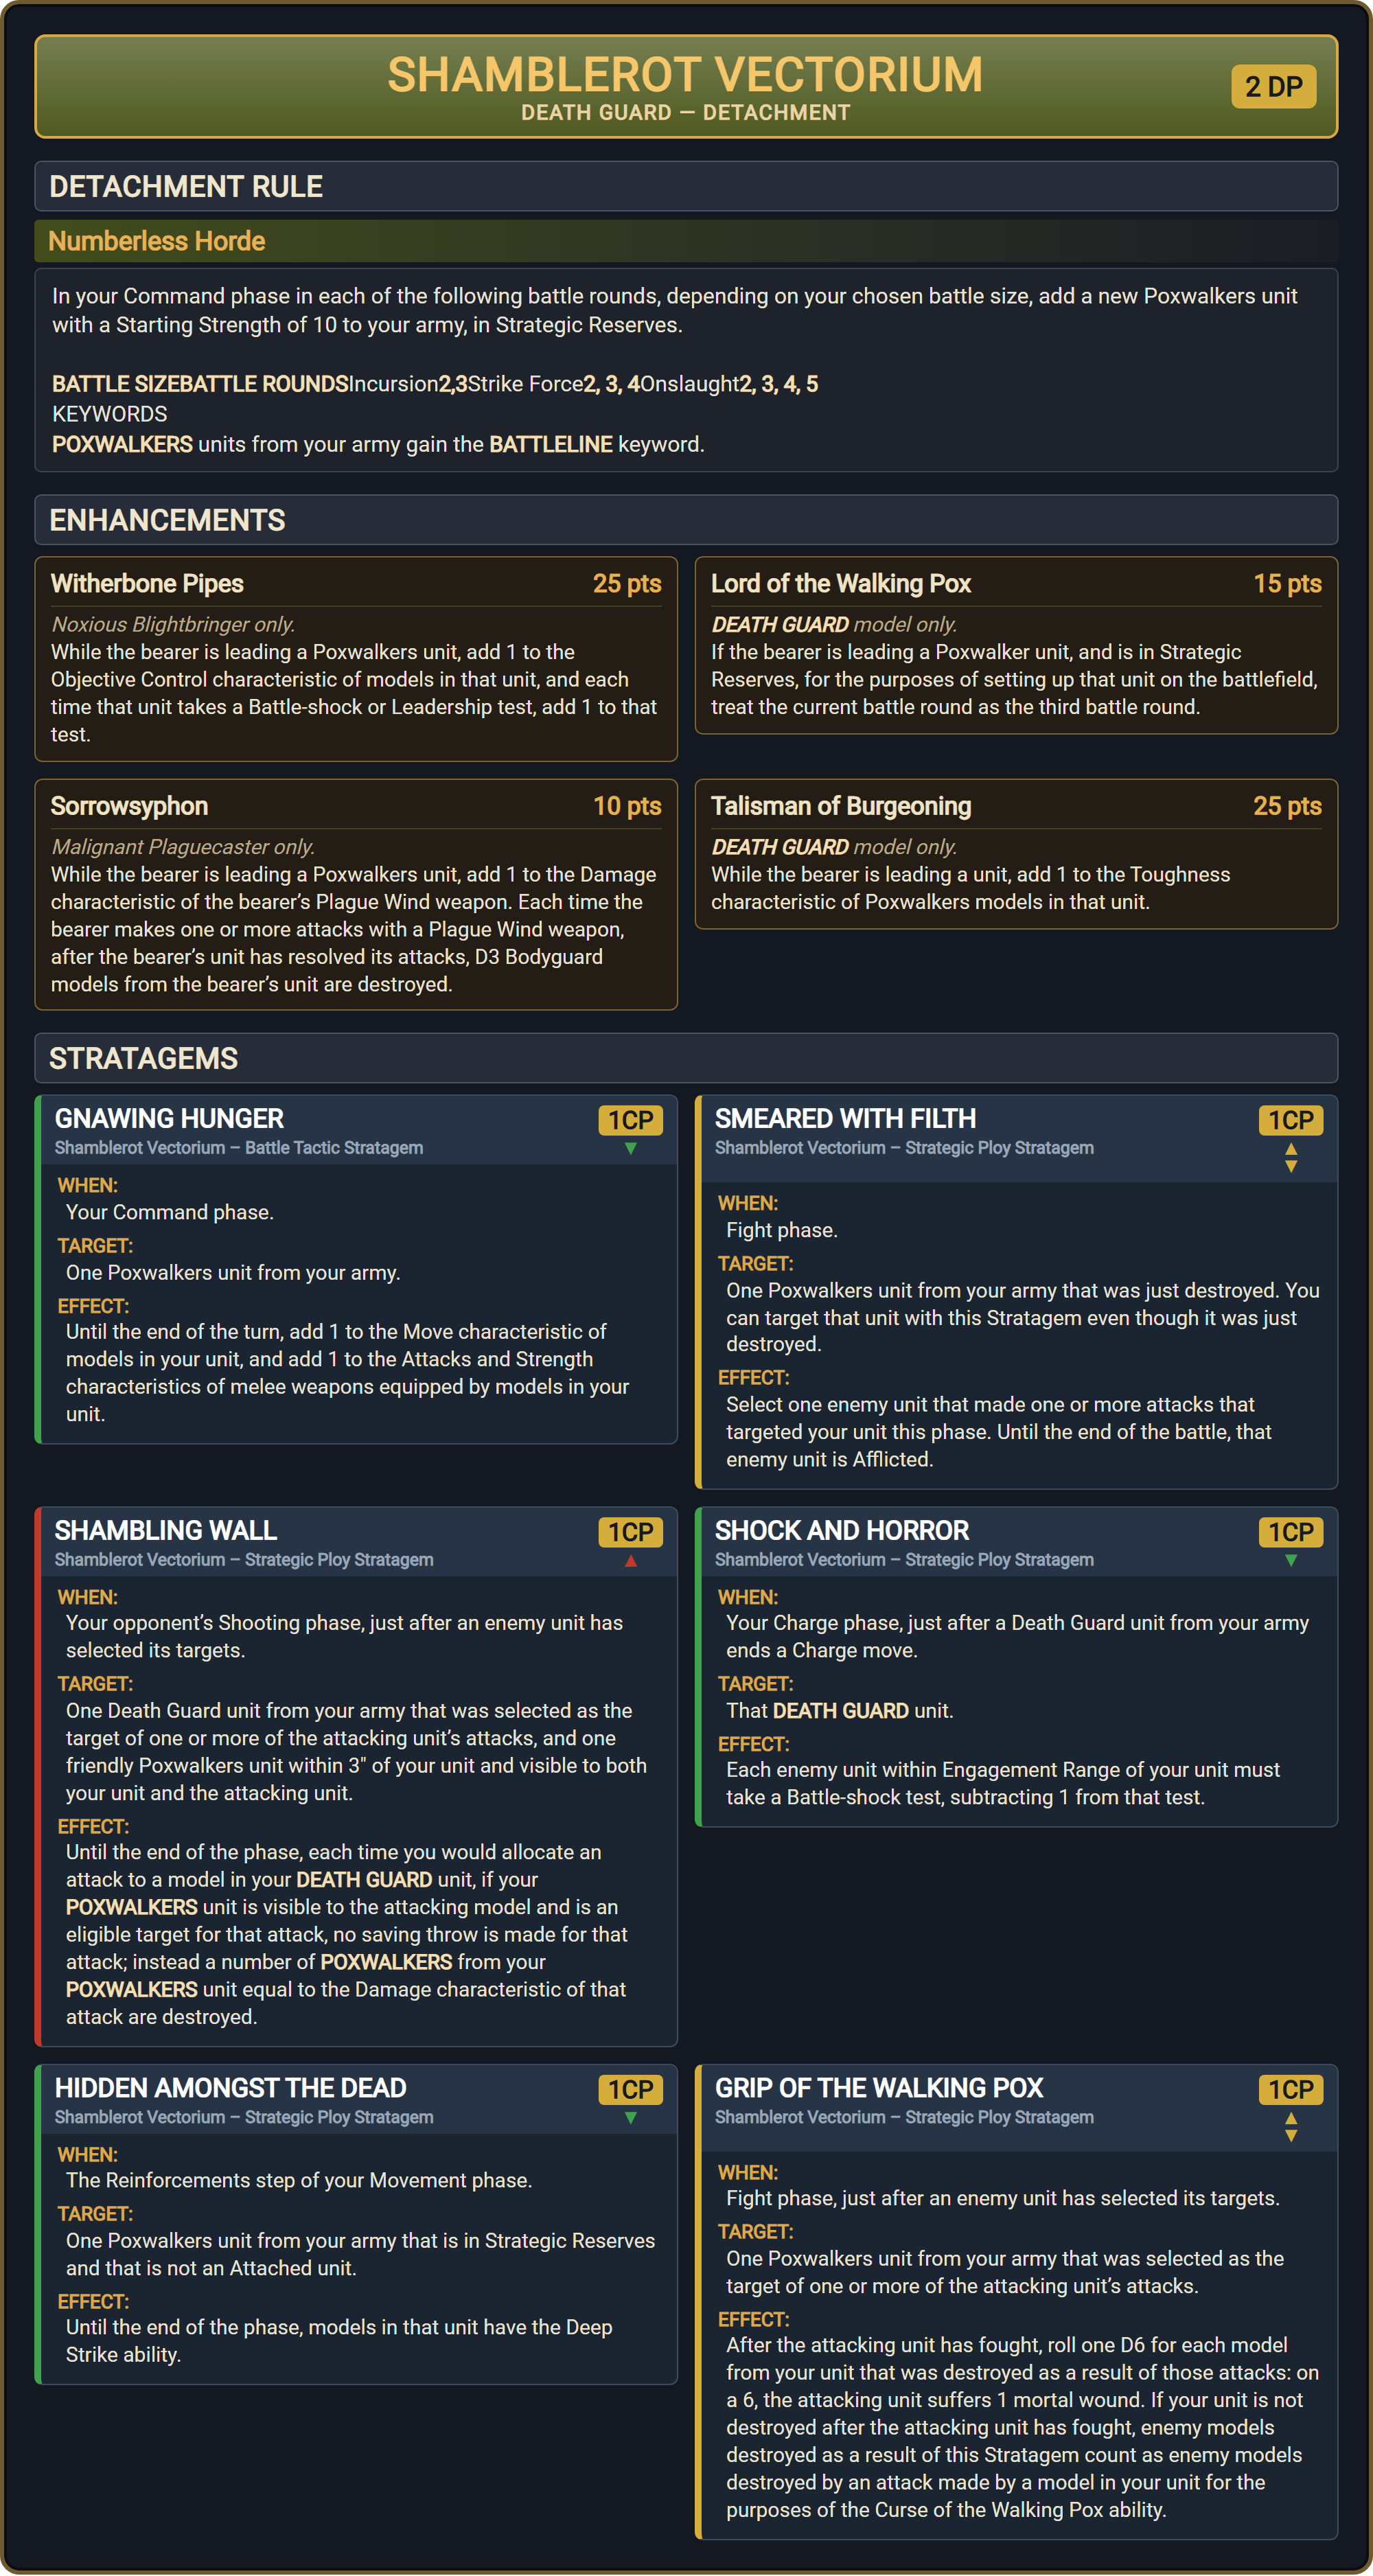 SHAMBLEROT VECTORIUM
DEATH GUARD — DETACHMENT
2 DP
DETACHMENT RULE
Numberless Horde
In your Command phase in each of the following battle rounds, depending on your chosen battle size, add a new Poxwalkers unit
with a Starting Strength of 10 to your army, in Strategic Reserves.
BATTLE SIZEBATTLE ROUNDSIncursion2,3Strike Force2, 3, 4Onslaught2, 3, 4, 5
KEYWORDS
POXWALKERS units from your army gain the BATTLELINE keyword.
ENHANCEMENTS
Witherbone Pipes
25 pts
Noxious Blightbringer only.
While the bearer is leading a Poxwalkers unit, add 1 to the
Objective Control characteristic of models in that unit, and each
time that unit takes a Battle-shock or Leadership test, add 1 to that
test.
Lord of the Walking Pox
15 pts
DEATH GUARD model only.
If the bearer is leading a Poxwalker unit, and is in Strategic
Reserves, for the purposes of setting up that unit on the battlefield,
treat the current battle round as the third battle round.
Sorrowsyphon
10 pts
Malignant Plaguecaster only.
While the bearer is leading a Poxwalkers unit, add 1 to the Damage
characteristic of the bearer’s Plague Wind weapon. Each time the
bearer makes one or more attacks with a Plague Wind weapon,
after the bearer’s unit has resolved its attacks, D3 Bodyguard
models from the bearer’s unit are destroyed.
Talisman of Burgeoning
25 pts
DEATH GUARD model only.
While the bearer is leading a unit, add 1 to the Toughness
characteristic of Poxwalkers models in that unit.
STRATAGEMS
GNAWING HUNGER
1CP
Shamblerot Vectorium – Battle Tactic Stratagem
▼
WHEN:
Your Command phase.
TARGET:
One Poxwalkers unit from your army.
EFFECT:
Until the end of the turn, add 1 to the Move characteristic of
models in your unit, and add 1 to the Attacks and Strength
characteristics of melee weapons equipped by models in your
unit.
SMEARED WITH FILTH
1CP
Shamblerot Vectorium – Strategic Ploy Stratagem
▲
▼
WHEN:
Fight phase.
TARGET:
One Poxwalkers unit from your army that was just destroyed. You
can target that unit with this Stratagem even though it was just
destroyed.
EFFECT:
Select one enemy unit that made one or more attacks that
targeted your unit this phase. Until the end of the battle, that
enemy unit is Afflicted.
SHAMBLING WALL
1CP
Shamblerot Vectorium – Strategic Ploy Stratagem
▲
WHEN:
Your opponent’s Shooting phase, just after an enemy unit has
selected its targets.
TARGET:
One Death Guard unit from your army that was selected as the
target of one or more of the attacking unit’s attacks, and one
friendly Poxwalkers unit within 3" of your unit and visible to both
your unit and the attacking unit.
EFFECT:
Until the end of the phase, each time you would allocate an
attack to a model in your DEATH GUARD unit, if your
POXWALKERS unit is visible to the attacking model and is an
eligible target for that attack, no saving throw is made for that
attack; instead a number of POXWALKERS from your
POXWALKERS unit equal to the Damage characteristic of that
attack are destroyed.
SHOCK AND HORROR
1CP
Shamblerot Vectorium – Strategic Ploy Stratagem
▼
WHEN:
Your Charge phase, just after a Death Guard unit from your army
ends a Charge move.
TARGET:
That DEATH GUARD unit.
EFFECT:
Each enemy unit within Engagement Range of your unit must
take a Battle-shock test, subtracting 1 from that test.
HIDDEN AMONGST THE DEAD
1CP
Shamblerot Vectorium – Strategic Ploy Stratagem
▼
WHEN:
The Reinforcements step of your Movement phase.
TARGET:
One Poxwalkers unit from your army that is in Strategic Reserves
and that is not an Attached unit.
EFFECT:
Until the end of the phase, models in that unit have the Deep
Strike ability.
GRIP OF THE WALKING POX
1CP
Shamblerot Vectorium – Strategic Ploy Stratagem
▲
▼
WHEN:
Fight phase, just after an enemy unit has selected its targets.
TARGET:
One Poxwalkers unit from your army that was selected as the
target of one or more of the attacking unit’s attacks.
EFFECT:
After the attacking unit has fought, roll one D6 for each model
from your unit that was destroyed as a result of those attacks: on
a 6, the attacking unit suffers 1 mortal wound. If your unit is not
destroyed after the attacking unit has fought, enemy models
destroyed as a result of this Stratagem count as enemy models
destroyed by an attack made by a model in your unit for the
purposes of the Curse of the Walking Pox ability.